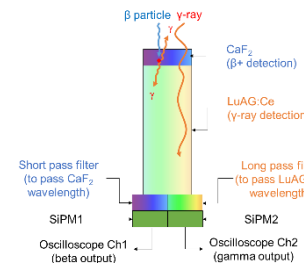 β particle γ-ray
γ
γ
CaF₂
(β+ detection)
LuAG:Ce
(γ-ray detection
Short pass filter
(to pass CaF₂
wavelength)
Long pass fi
(to pass LuAG
wavelength
SiPM1
SiPM2
Oscilloscope Ch1
(beta output)
Oscilloscope Ch2
(gamma output)